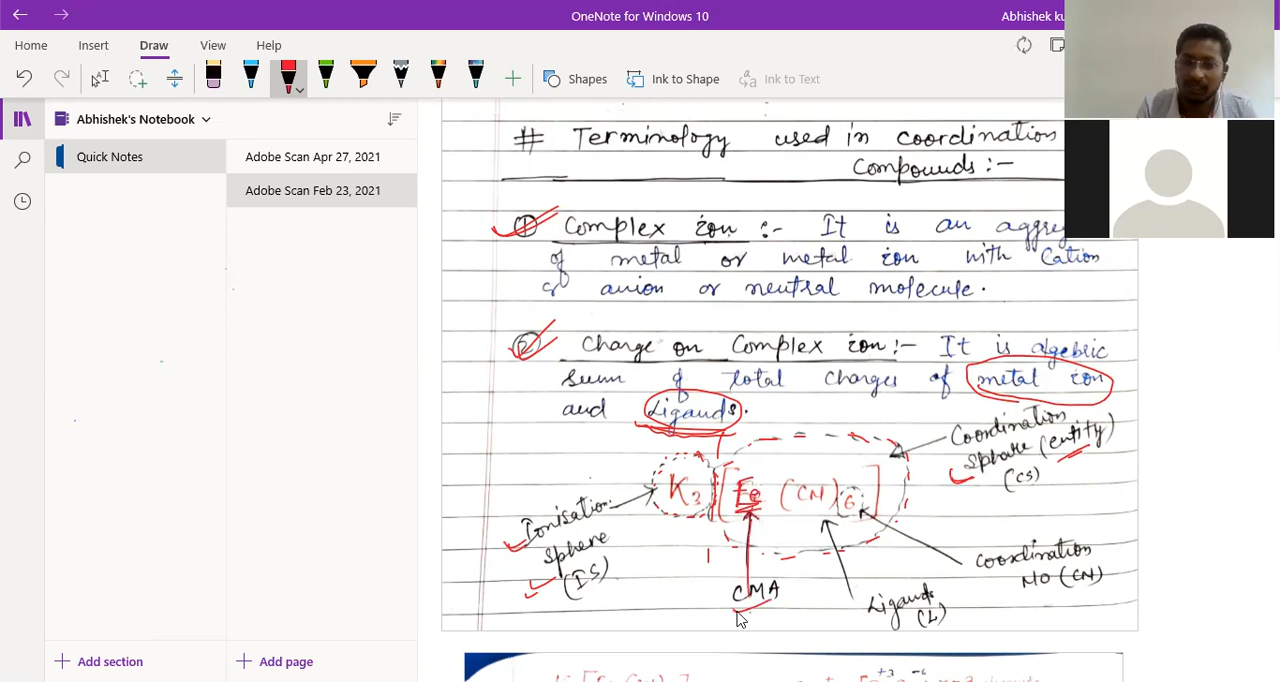 OneNote for Windows 10
Abhishek ku
Home Insert Draw View Help
Shapes Ink to Shape Ink to Text
Abhishek's Notebook
Quick Notes
Adobe Scan Apr 27, 2021
Adobe Scan Feb 23, 2021
# Terminology used in coordination
Compounds :-
① Complex ion :- It is an aggreg
of metal or metal ion with Cation
or anion or neutral molecule.
② Charge on Complex ion :- It is algebric
sum of total charges of metal ion
and Ligands.
Coordination
Sphare (entity)
(CS)
K3 [Fe (CN)6]
Ionisation
Sphere
(IS)
CMA
Ligands
(L)
Coordination
NO (CN)
+ Add section
+ Add page